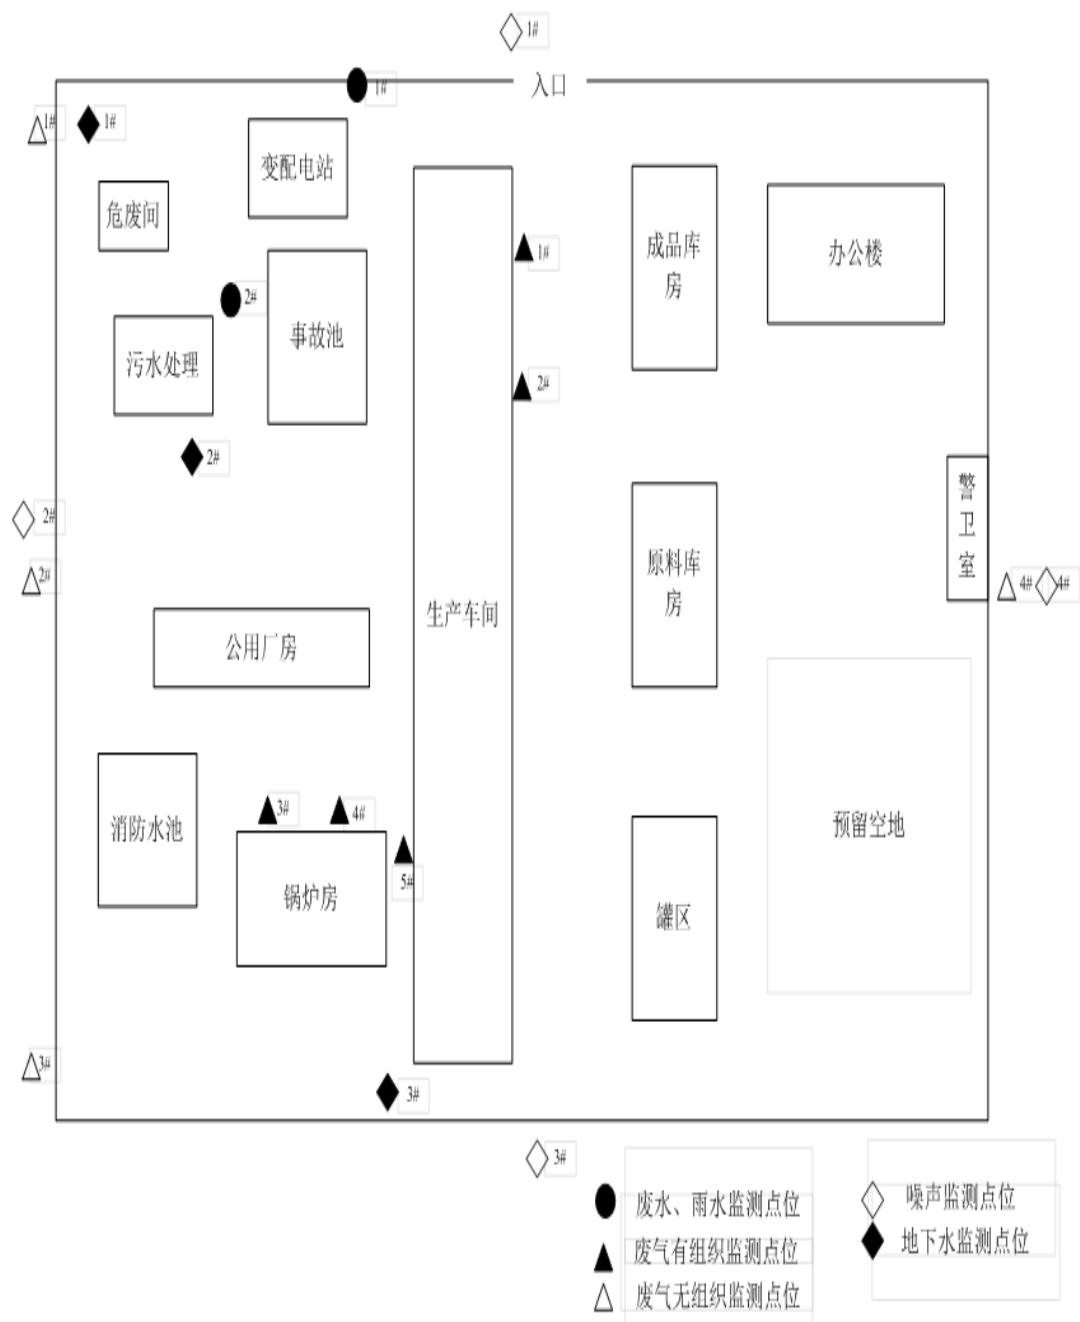 1#
入口
1#
1#
1#
变配电站
危废间
成品库
房
办公楼
1#
2#
事故池
污水处理
2#
2#
警
卫
室
2#
2#
原料库
房
4#
4#
生产车间
公用厂房
3#
4#
消防水池
预留空地
5#
锅炉房
罐区
3#
3#
3#
废水、雨水监测点位
噪声监测点位
废气有组织监测点位
地下水监测点位
废气无组织监测点位